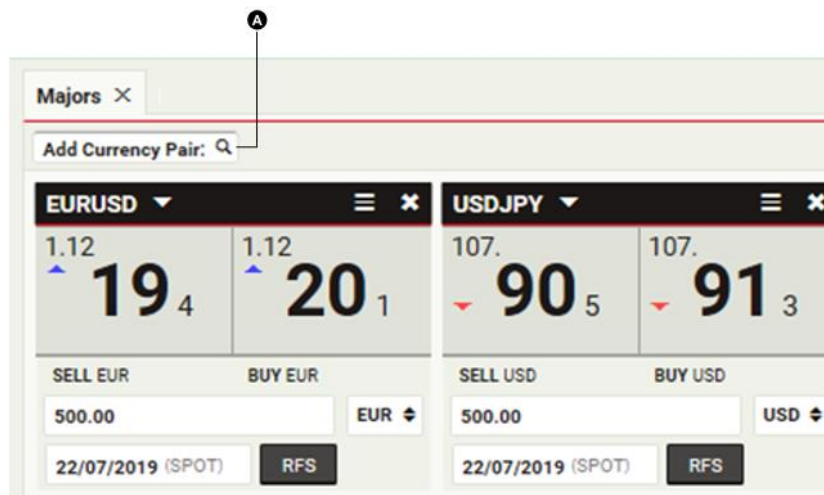 A
Majors
Add Currency Pair:
EURUSD
1.12 19 4
1.12 20 1
SELL EUR BUY EUR
500.00 EUR
22/07/2019 (SPOT) RFS
USDJPY
107. 90 5
107. 91 3
SELL USD BUY USD
500.00 USD
22/07/2019 (SPOT) RFS